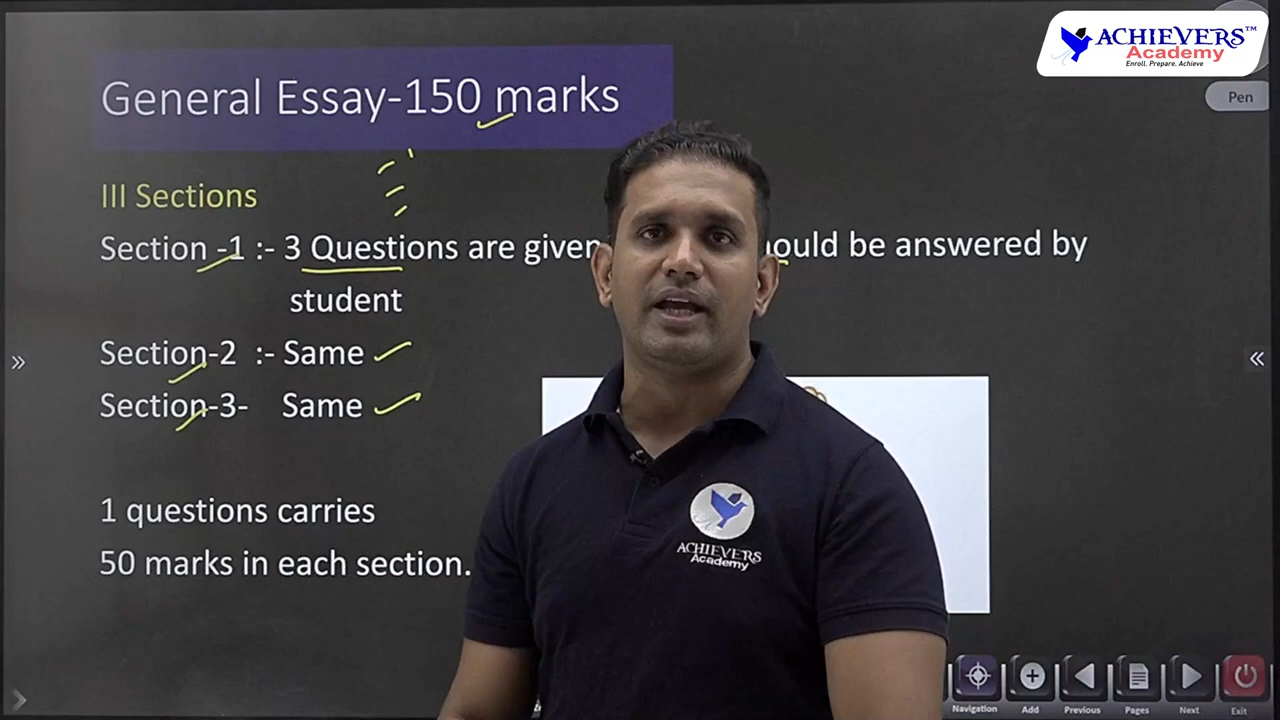 ACHIEVERS™
Academy
Enroll. Prepare. Achieve
Pen
General Essay-150 marks
III Sections
Section -1 :- 3 Questions are given be answered by
student
Section-2 :- Same
Section-3- Same
1 questions carries
50 marks in each section.
ACHIEVERS
Academy
Navigation
Add
Previous
Pages
Next
Exit